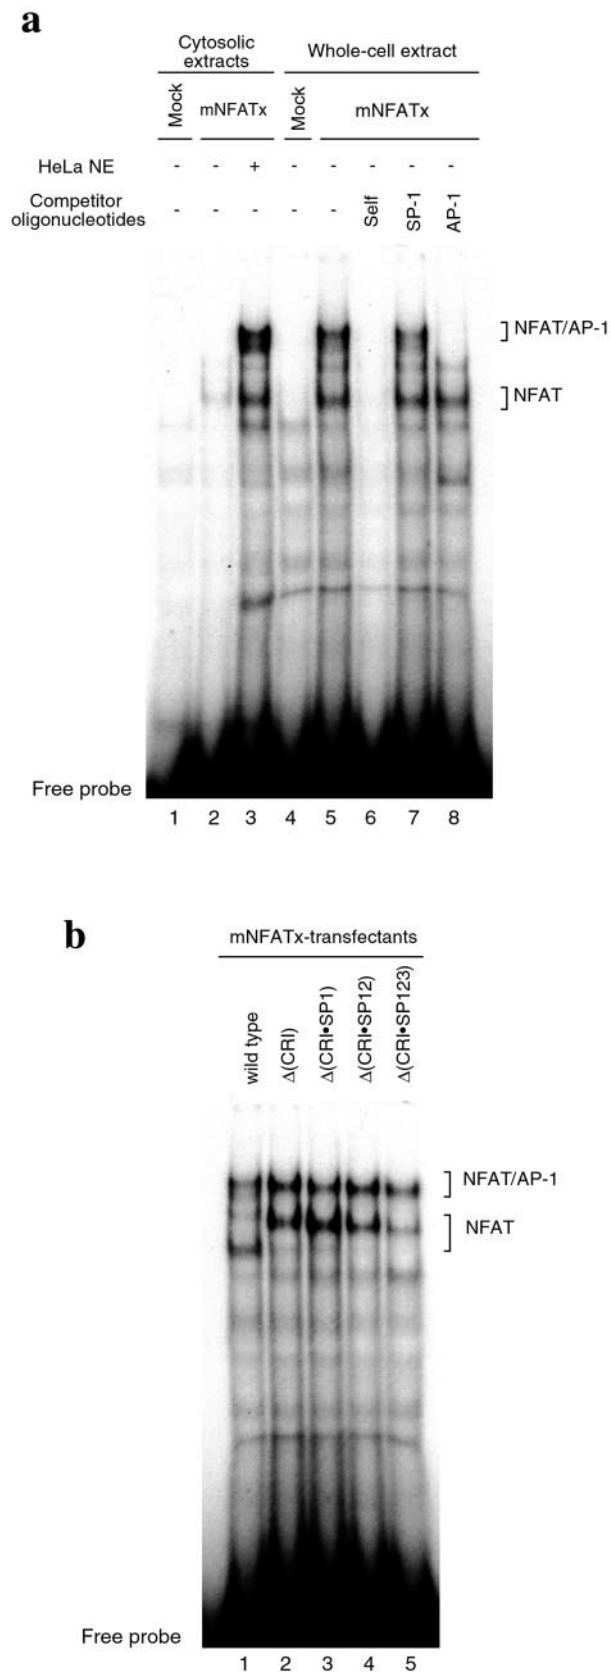 a
Cytosolic
extracts
Whole-cell extract
Mock
mNFATx
Mock
mNFATx
HeLa NE - - + - - - - -
Competitor
oligonucleotides
- - - - - Self SP-1 AP-1
NFAT/AP-1
NFAT
Free probe
1 2 3 4 5 6 7 8
b
mNFATx-transfectants
wild type
Δ(CRI)
Δ(CRI•SP1)
Δ(CRI•SP12)
Δ(CRI•SP123)
NFAT/AP-1
NFAT
Free probe
1 2 3 4 5